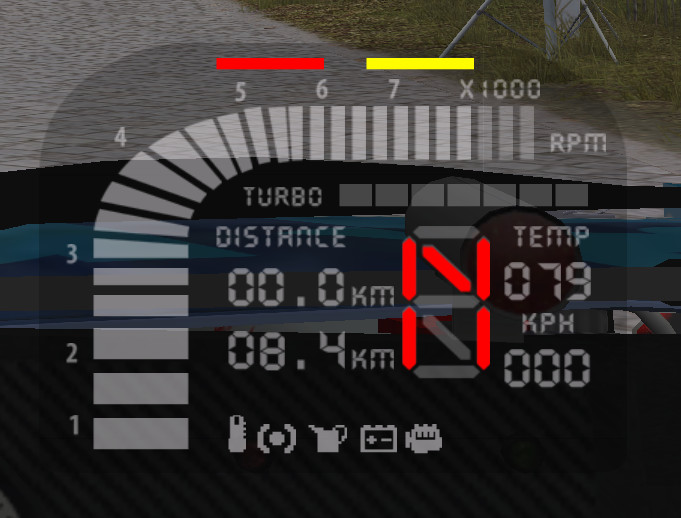 5 6 7 X1000
4
RPM
TURBO
DISTANCE TEMP
3
00.0KM N 079
KPH
2
08.4KM 000
1